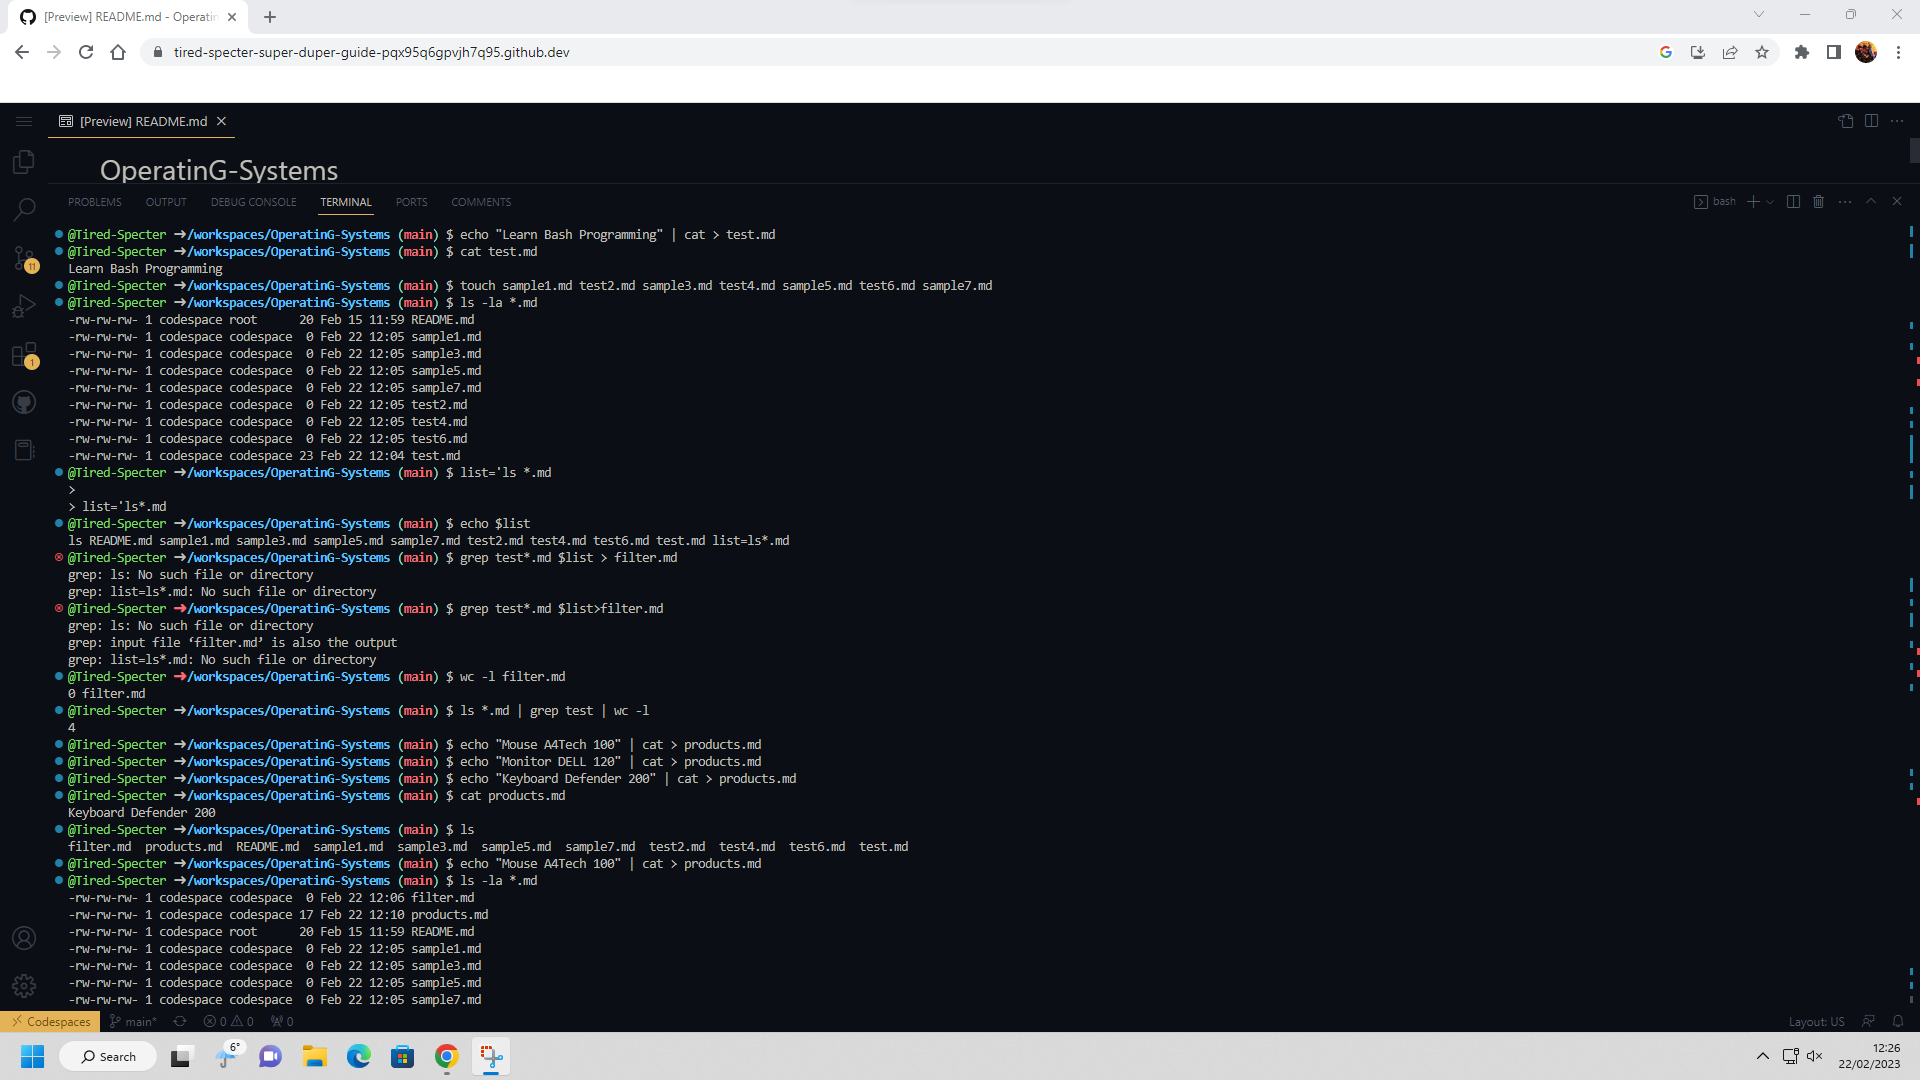 [Preview] README.md - Operatin
tired-specter-super-duper-guide-pqx95q6gpvjh7q95.github.dev
[Preview] README.md
OperatinG-Systems
PROBLEMS OUTPUT DEBUG CONSOLE TERMINAL PORTS COMMENTS bash
@Tired-Specter ➜/workspaces/OperatinG-Systems (main) $ echo "Learn Bash Programming" | cat > test.md
@Tired-Specter ➜/workspaces/OperatinG-Systems (main) $ cat test.md
Learn Bash Programming
@Tired-Specter ➜/workspaces/OperatinG-Systems (main) $ touch sample1.md test2.md sample3.md test4.md sample5.md test6.md sample7.md
@Tired-Specter ➜/workspaces/OperatinG-Systems (main) $ ls -la *.md
-rw-rw-rw- 1 codespace root      20 Feb 15 11:59 README.md
-rw-rw-rw- 1 codespace codespace  0 Feb 22 12:05 sample1.md
-rw-rw-rw- 1 codespace codespace  0 Feb 22 12:05 sample3.md
-rw-rw-rw- 1 codespace codespace  0 Feb 22 12:05 sample5.md
-rw-rw-rw- 1 codespace codespace  0 Feb 22 12:05 sample7.md
-rw-rw-rw- 1 codespace codespace  0 Feb 22 12:05 test2.md
-rw-rw-rw- 1 codespace codespace  0 Feb 22 12:05 test4.md
-rw-rw-rw- 1 codespace codespace  0 Feb 22 12:05 test6.md
-rw-rw-rw- 1 codespace codespace 23 Feb 22 12:04 test.md
@Tired-Specter ➜/workspaces/OperatinG-Systems (main) $ list='ls *.md
>
> list='ls*.md
@Tired-Specter ➜/workspaces/OperatinG-Systems (main) $ echo $list
ls README.md sample1.md sample3.md sample5.md sample7.md test2.md test4.md test6.md test.md list=ls*.md
@Tired-Specter ➜/workspaces/OperatinG-Systems (main) $ grep test*.md $list > filter.md
grep: ls: No such file or directory
grep: list=ls*.md: No such file or directory
@Tired-Specter ➜/workspaces/OperatinG-Systems (main) $ grep test*.md $list>filter.md
grep: ls: No such file or directory
grep: input file ‘filter.md’ is also the output
grep: list=ls*.md: No such file or directory
@Tired-Specter ➜/workspaces/OperatinG-Systems (main) $ wc -l filter.md
0 filter.md
@Tired-Specter ➜/workspaces/OperatinG-Systems (main) $ ls *.md | grep test | wc -l
4
@Tired-Specter ➜/workspaces/OperatinG-Systems (main) $ echo "Mouse A4Tech 100" | cat > products.md
@Tired-Specter ➜/workspaces/OperatinG-Systems (main) $ echo "Monitor DELL 120" | cat > products.md
@Tired-Specter ➜/workspaces/OperatinG-Systems (main) $ echo "Keyboard Defender 200" | cat > products.md
@Tired-Specter ➜/workspaces/OperatinG-Systems (main) $ cat products.md
Keyboard Defender 200
@Tired-Specter ➜/workspaces/OperatinG-Systems (main) $ ls
filter.md  products.md  README.md  sample1.md  sample3.md  sample5.md  sample7.md  test2.md  test4.md  test6.md  test.md
@Tired-Specter ➜/workspaces/OperatinG-Systems (main) $ echo "Mouse A4Tech 100" | cat > products.md
@Tired-Specter ➜/workspaces/OperatinG-Systems (main) $ ls -la *.md
-rw-rw-rw- 1 codespace codespace  0 Feb 22 12:06 filter.md
-rw-rw-rw- 1 codespace codespace 17 Feb 22 12:10 products.md
-rw-rw-rw- 1 codespace root      20 Feb 15 11:59 README.md
-rw-rw-rw- 1 codespace codespace  0 Feb 22 12:05 sample1.md
-rw-rw-rw- 1 codespace codespace  0 Feb 22 12:05 sample3.md
-rw-rw-rw- 1 codespace codespace  0 Feb 22 12:05 sample5.md
-rw-rw-rw- 1 codespace codespace  0 Feb 22 12:05 sample7.md
11
1
Codespaces main* 0 0 0 Layout: US
Search 6° 12:26
22/02/2023